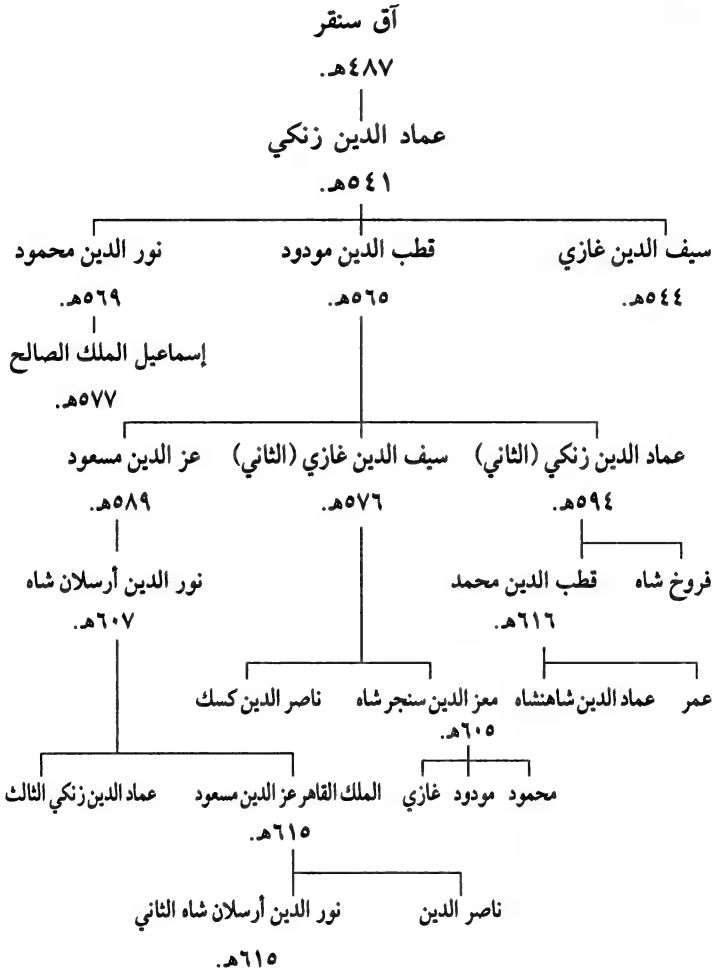 آق سنقر
٤٨٧هـ.
عماد الدين زنكي
٥٤١هـ.
سيف الدين غازي قطب الدين مودود نور الدين محمود
٥٤٤هـ. ٥٦٥هـ. ٥٦٩هـ.
إسماعيل الملك الصالح
٥٧٧هـ.
عماد الدين زنكي (الثاني) سيف الدين غازي (الثاني) عز الدين مسعود
٥٩٤هـ. ٥٧٦هـ. ٥٨٩هـ.
فروخ شاه قطب الدين محمد نور الدين أرسلان شاه
٦١٦هـ. ٦٠٧هـ.
عمر عماد الدين شاهنشاه معز الدين سنجر شاه ناصر الدين كسك
٦٠٥هـ.
محمود مودود غازي الملك القاهر عز الدين مسعود عماد الدين زنكي الثالث
٦١٥هـ.
ناصر الدين نور الدين أرسلان شاه الثاني
٦١٥هـ.